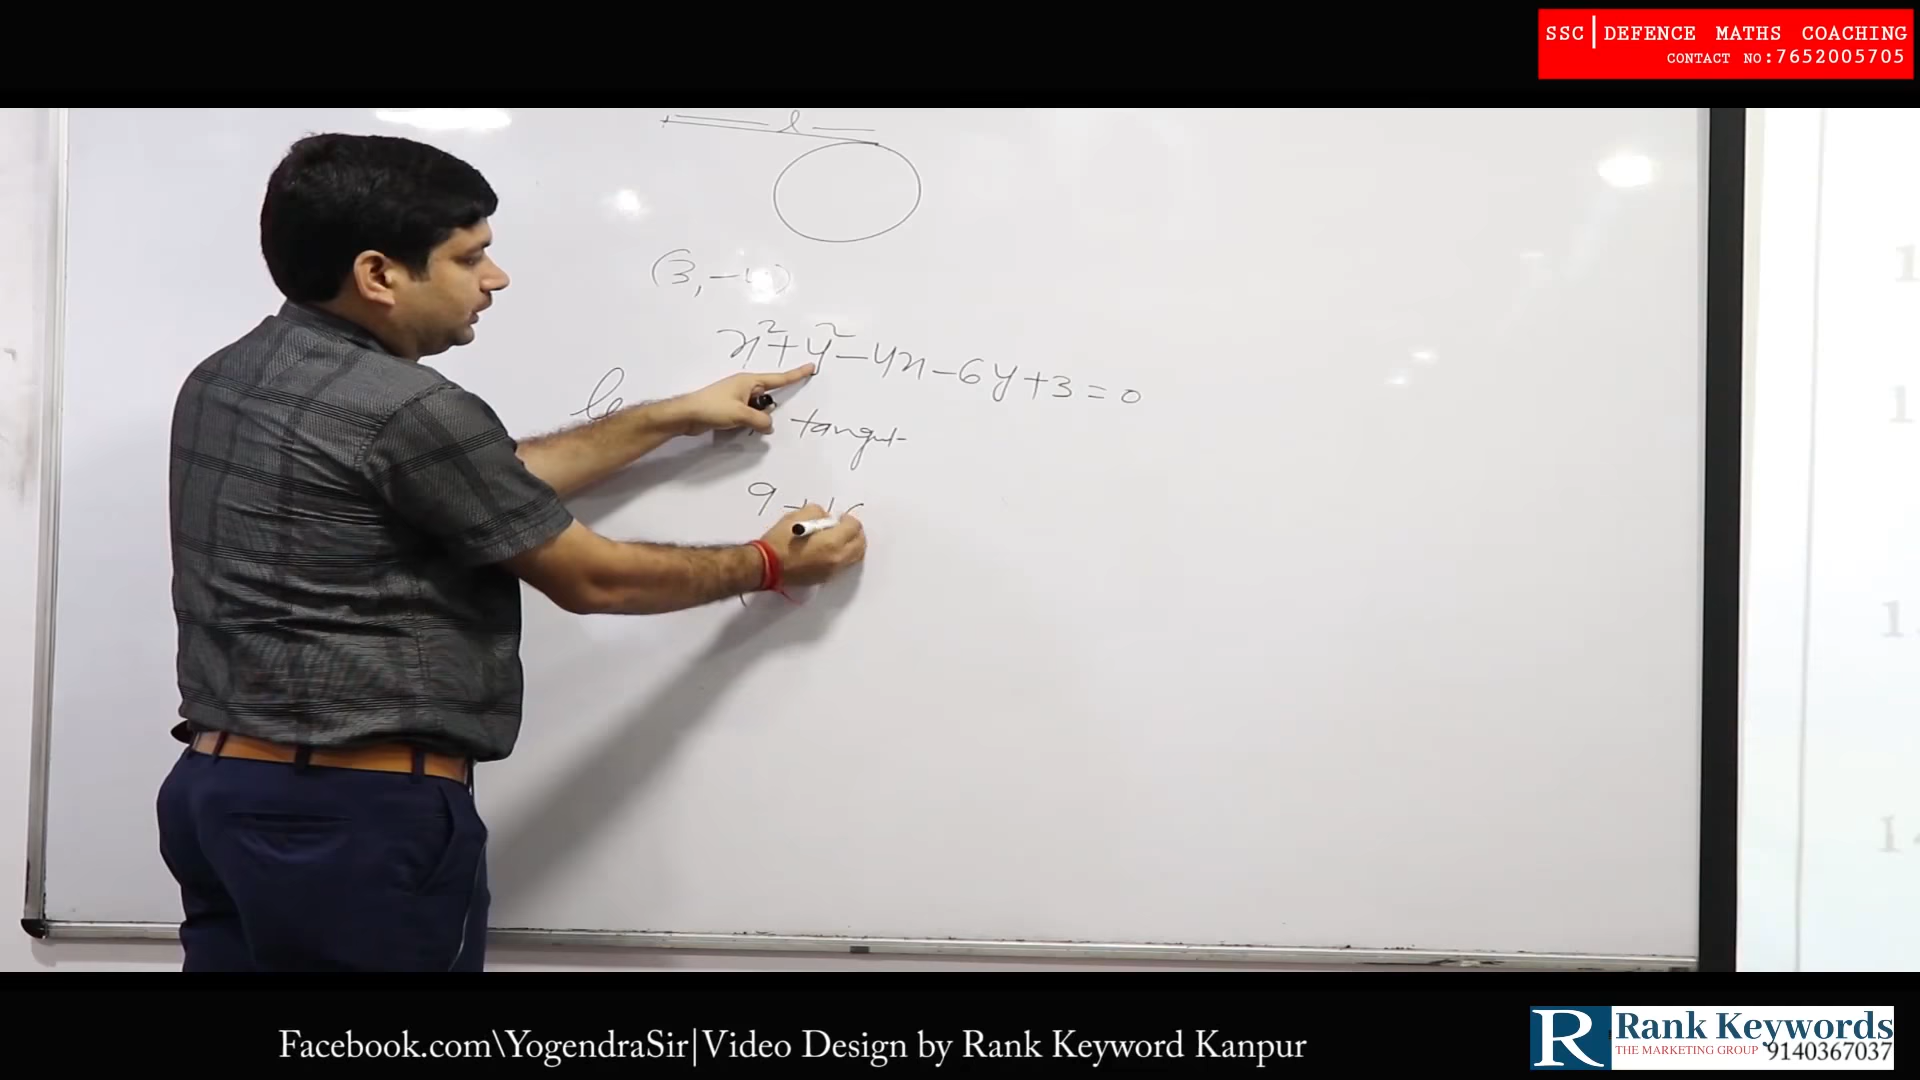 SSC|DEFENCE MATHS COACHING
CONTACT NO:7652005705
l
(3, -4)
x² + y² - 4x - 6y + 3 = 0
tangent
9 + 16
Facebook.com\YogendraSir|Video Design by Rank Keyword Kanpur
R Rank Keywords
THE MARKETING GROUP
9140367037